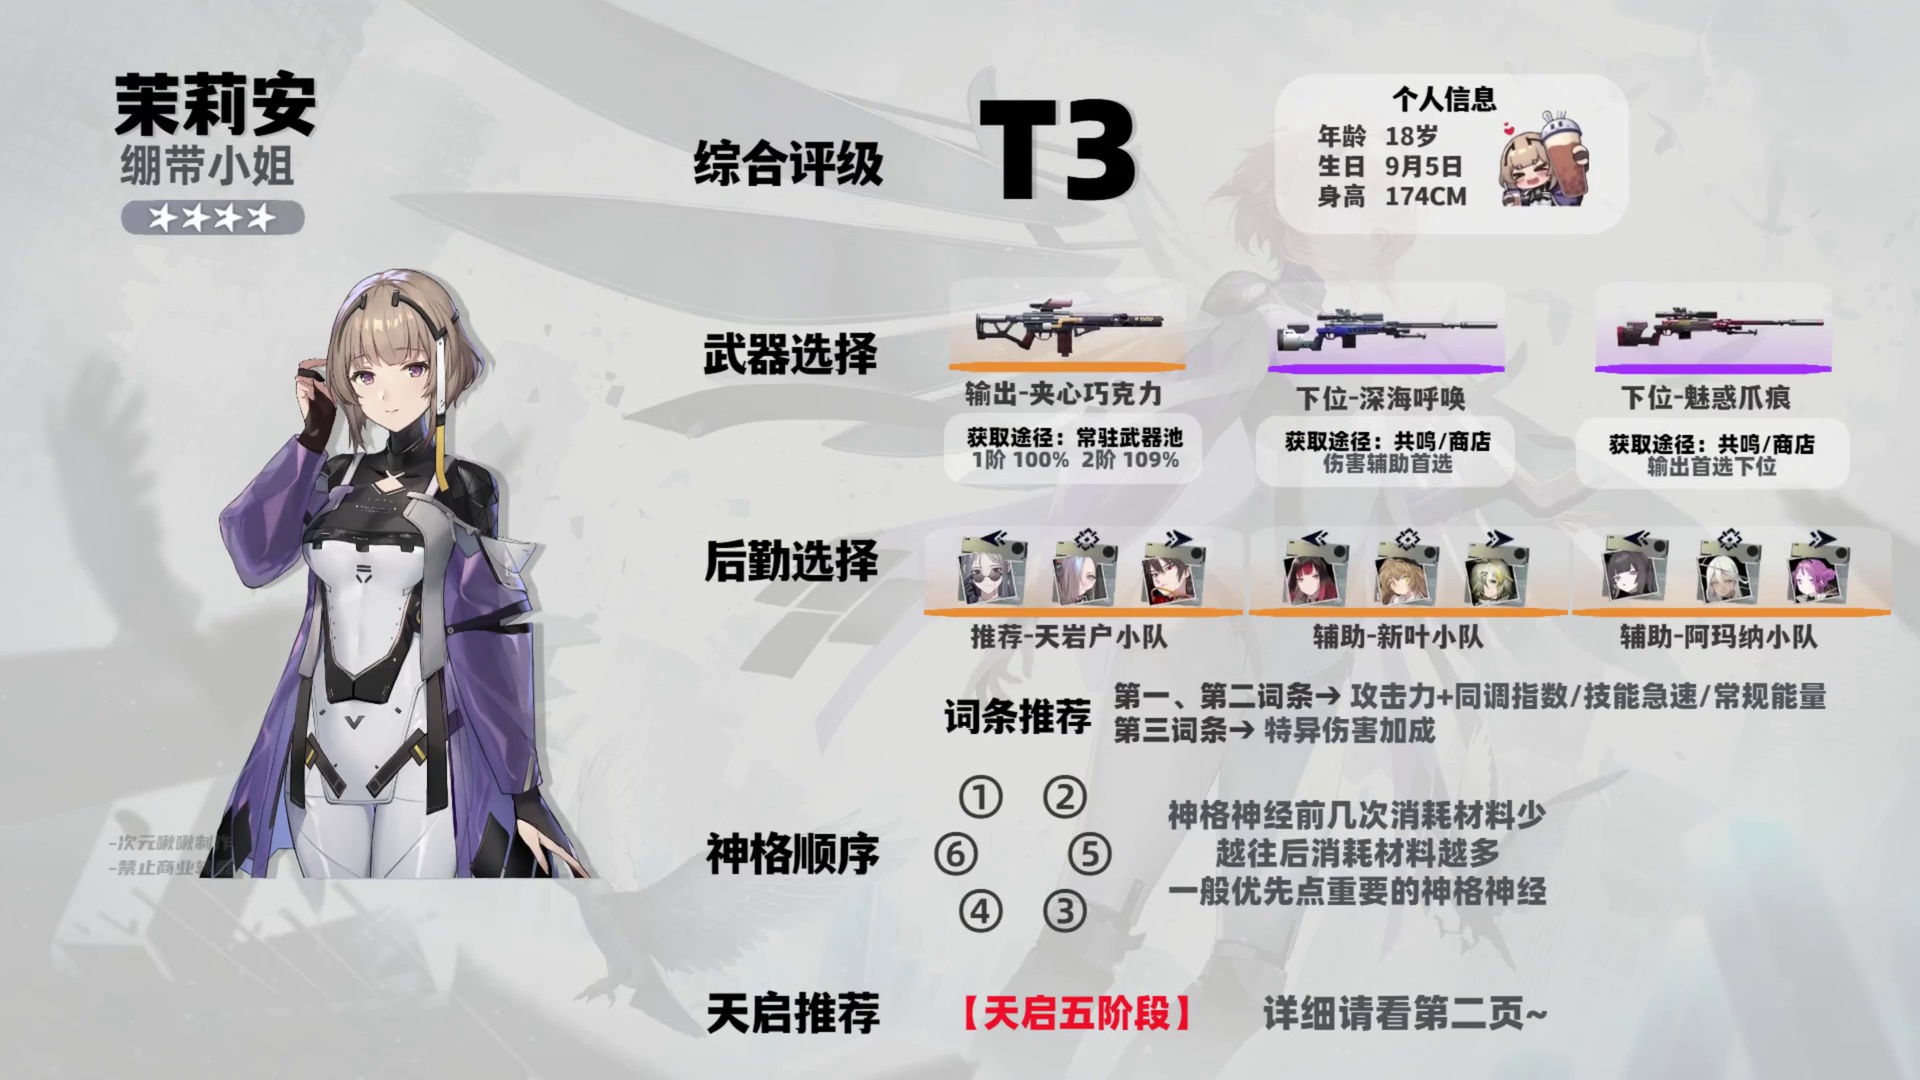 茉莉安
绷带小姐
综合评级
T3
个人信息
年龄 18岁
生日 9月5日
身高 174CM
武器选择
输出-夹心巧克力
获取途径：常驻武器池
1阶 100% 2阶 109%
下位-深海呼唤
获取途径：共鸣/商店
伤害辅助首选
下位-魅惑爪痕
获取途径：共鸣/商店
输出首选下位
后勤选择
推荐-天岩户小队
辅助-新叶小队
辅助-阿玛纳小队
词条推荐
第一、第二词条→ 攻击力+同调指数/技能急速/常规能量
第三词条→ 特异伤害加成
神格顺序
① ②
⑥ ⑤
④ ③
神格神经前几次消耗材料少
越往后消耗材料越多
一般优先点重要的神格神经
-次元啾啾制作
-禁止商业
天启推荐
【天启五阶段】
详细请看第二页~